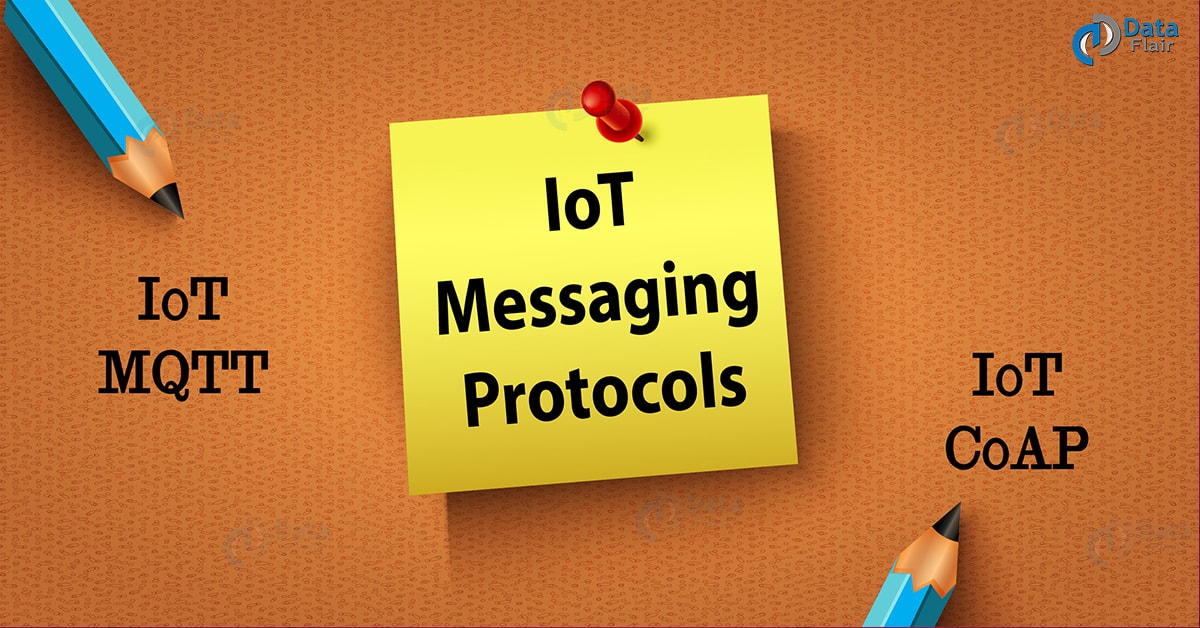 Data
Flair
IoT
Messaging
Protocols
IoT
MQTT
IoT
CoAP